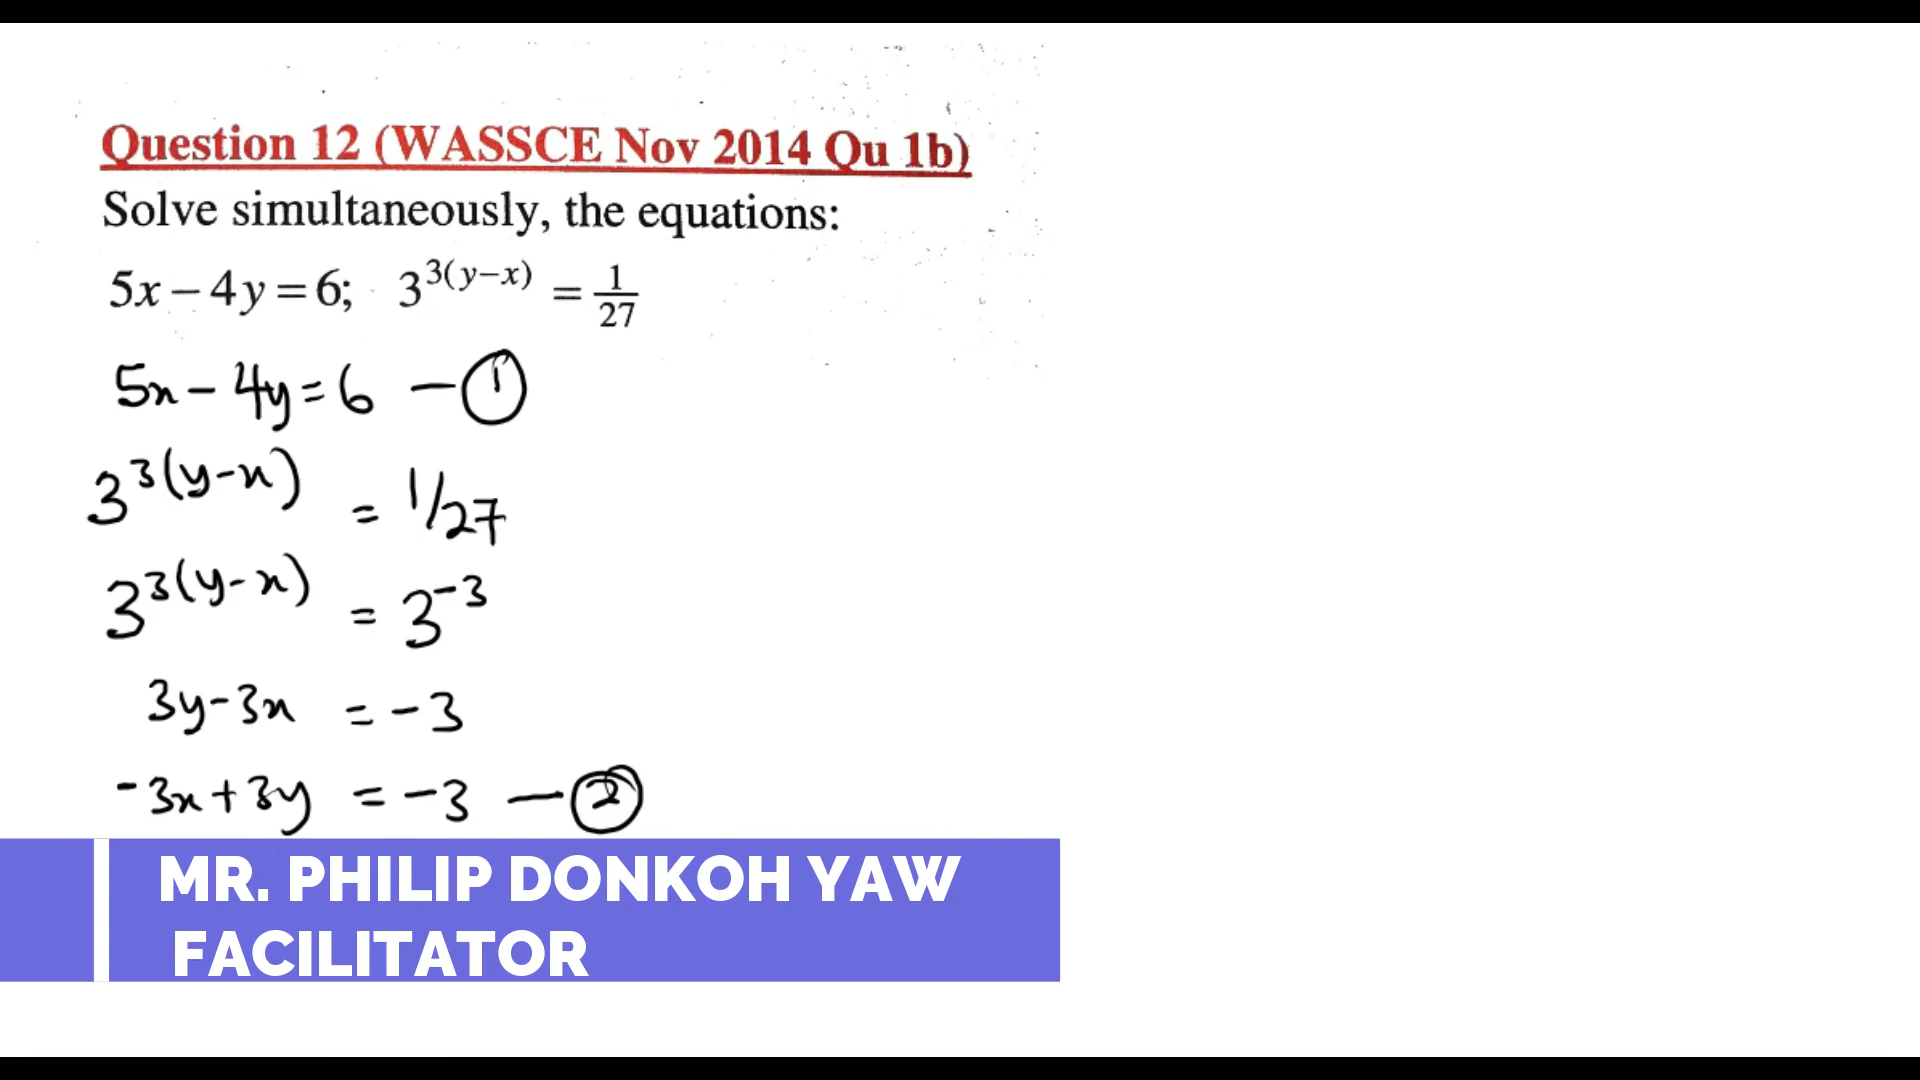 Question 12 (WASSCE Nov 2014 Qu 1b)
Solve simultaneously, the equations:
5x − 4y = 6; 3^{3(y−x)} = 1/27
5x − 4y = 6 — ①
3^{3(y−x)} = 1/27
3^{3(y−x)} = 3^{−3}
3y − 3x = −3
−3x + 3y = −3 — ②
MR. PHILIP DONKOH YAW
FACILITATOR